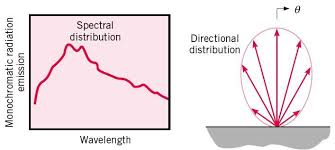 Monochromatic radiation
emission
Spectral
distribution
Wavelength
Directional
distribution
θ